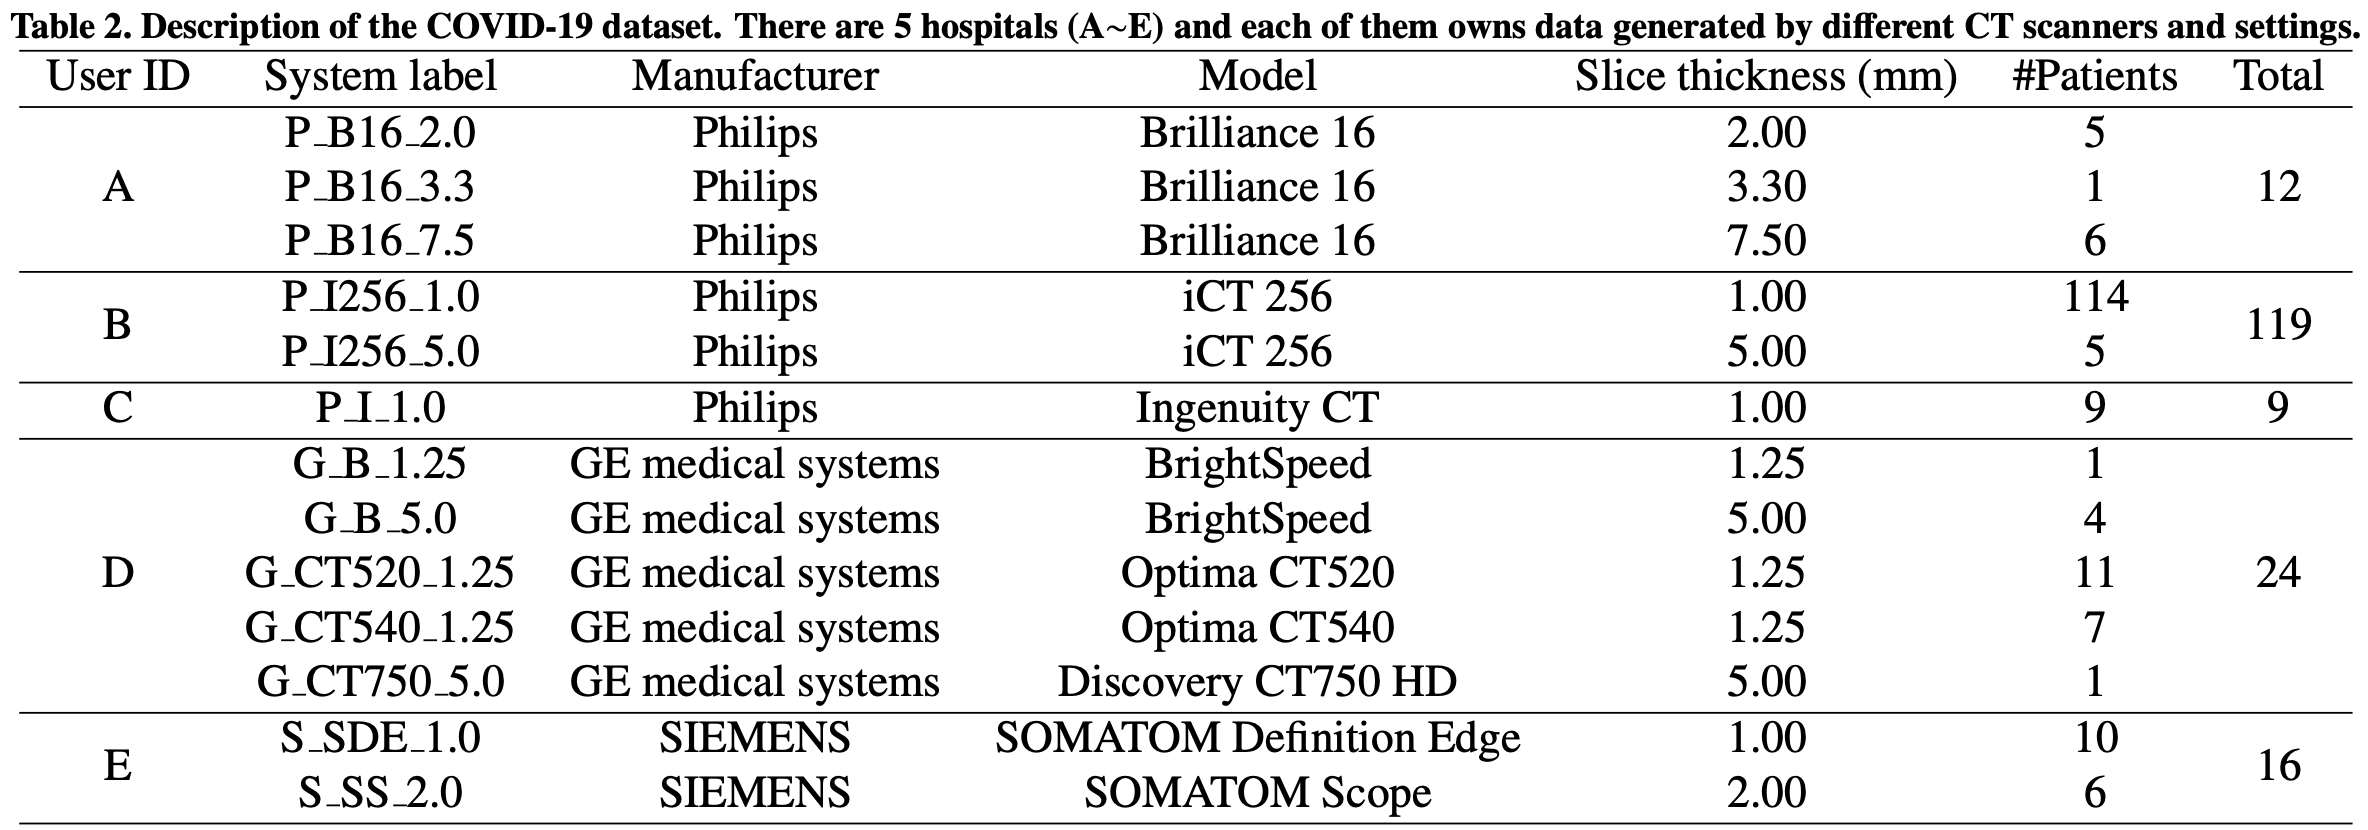 Table 2. Description of the COVID-19 dataset. There are 5 hospitals (A~E) and each of them owns data generated by different CT scanners and settings.
User ID System label Manufacturer Model Slice thickness (mm) #Patients Total
P_B16_2.0 Philips Brilliance 16 2.00 5
A P_B16_3.3 Philips Brilliance 16 3.30 1 12
P_B16_7.5 Philips Brilliance 16 7.50 6
P_I256_1.0 Philips iCT 256 1.00 114
B 119
P_I256_5.0 Philips iCT 256 5.00 5
C P_I_1.0 Philips Ingenuity CT 1.00 9 9
G_B_1.25 GE medical systems BrightSpeed 1.25 1
G_B_5.0 GE medical systems BrightSpeed 5.00 4
D G_CT520_1.25 GE medical systems Optima CT520 1.25 11 24
G_CT540_1.25 GE medical systems Optima CT540 1.25 7
G_CT750_5.0 GE medical systems Discovery CT750 HD 5.00 1
S_SDE_1.0 SIEMENS SOMATOM Definition Edge 1.00 10
E 16
S_SS_2.0 SIEMENS SOMATOM Scope 2.00 6